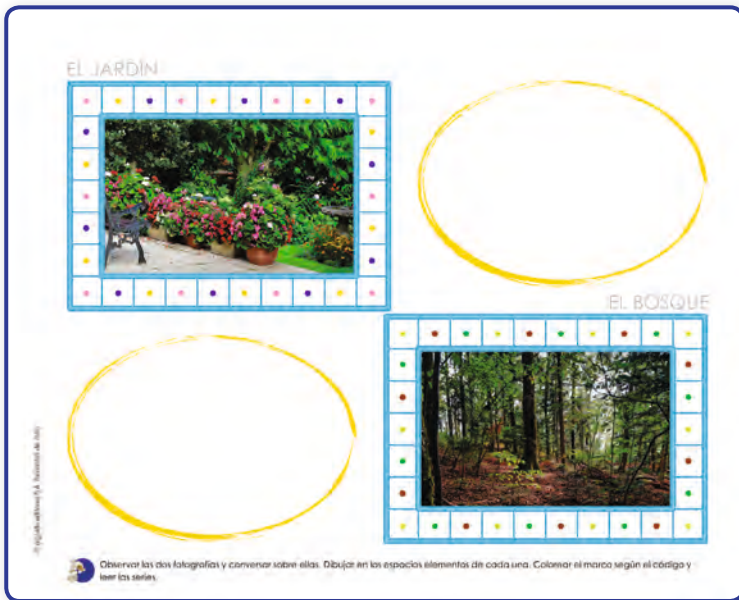 EL JARDÍN
EL BOSQUE
Observar las dos fotografías y conversar sobre ellas. Dibujar en los espacios elementos de cada una. Colorear el marco según el código y
leer las series.